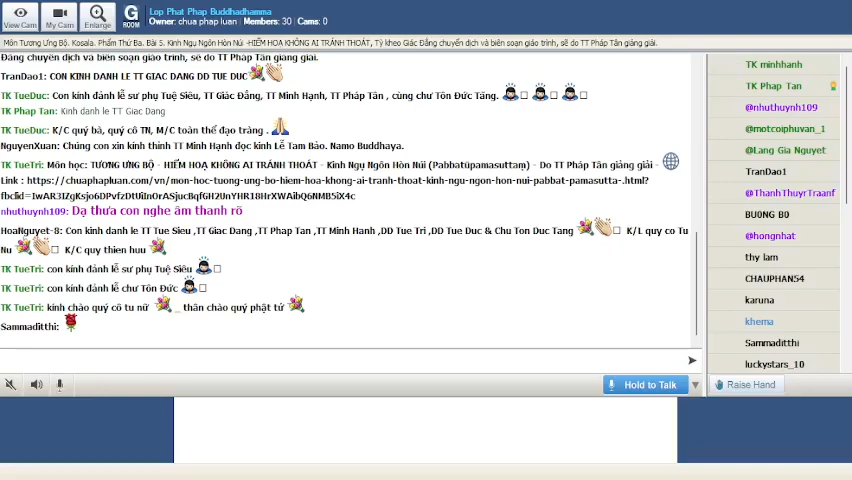 Lop Phat Phap Buddhadhamma
Owner: chua phap luan | Members: 30 | Cams: 0
View Cam
My Cam
Enlarge
G
ROOM
Môn Tương Ưng Bộ. Kosala. Phẩm Thứ Ba. Bài 5. Kinh Ngụ Ngôn Hòn Núi -HIỂM HOẠ KHÔNG AI TRÁNH THOÁT, Tỳ kheo Giác Đẳng chuyển dịch và biên soạn giáo trình, sẽ do TT Pháp Tân giảng giải.
Đẳng chuyển dịch và biên soạn giáo trình, sẽ do TT Pháp Tân giảng giải.
TranDao1: CON KINH DANH LE TT GIAC DANG DD TUE DUC
TK TueDuc: Con kính đảnh lễ sư phụ Tuệ Siêu, TT Giác Đẳng, TT Minh Hạnh, TT Pháp Tân , cùng chư Tôn Đức Tăng.
TK Phap Tan: Kinh danh le TT Giac Dang
TK TueDuc: K/C quý bà, quý cô TN, M/C toàn thể đạo tràng .
NguyenXuan: Chúng con xin kính thỉnh TT Minh Hạnh đọc kinh Lễ Tam Bảo. Namo Buddhaya.
TK TueTri: Môn học: TƯƠNG ƯNG BỘ - HIỂM HOẠ KHÔNG AI TRÁNH THOÁT - Kinh Ngụ Ngôn Hòn Núi (Pabbatūpamasuttaṃ) - Do TT Pháp Tân giảng giải -
Link : https://chuaphapluan.com/vn/mon-hoc-tuong-ung-bo-hiem-hoa-khong-ai-tranh-thoat-kinh-ngu-ngon-hon-nui-pabbat-pamasutta-.html?
nhuthuynh109: Dạ thưa con nghe âm thanh rõ
HoaNguyet-8: Con kinh danh le TT Tue Sieu ,TT Giac Dang ,TT Phap Tan ,TT Minh Hanh ,DD Tue Tri ,DD Tue Duc & Chu Ton Duc Tang K/L quy co Tu
Nu K/C quy thien huu
TK TueTri: con kính đảnh lễ sư phụ Tuệ Siêu
TK TueTri: con kính đảnh lễ chư Tôn Đức
TK TueTri: kính chào quý cô tu nữ _ thân chào quý phật tử
Sammaditthi:
Hold to Talk
TK minhhanh
TK Phap Tan
@nhuthuynh109
@motcoiphuvan_1
@Lang Gia Nguyet
TranDao1
@ThanhThuyrTraanf
BUÔNG BỎ
@hongnhat
thy lam
CHAUPHAN54
karuna
khema
Sammaditthi
luckystars_10
Raise Hand